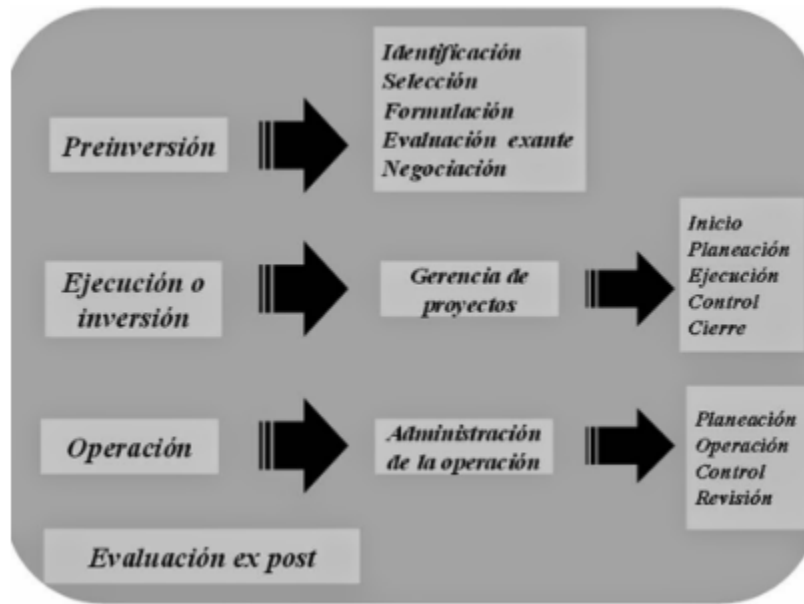 Preinversión
Identificación
Selección
Formulación
Evaluación exante
Negociación
Ejecución o
inversión
Gerencia de
proyectos
Inicio
Planeación
Ejecución
Control
Cierre
Operación
Administración
de la operación
Planeación
Operación
Control
Revisión
Evaluación ex post